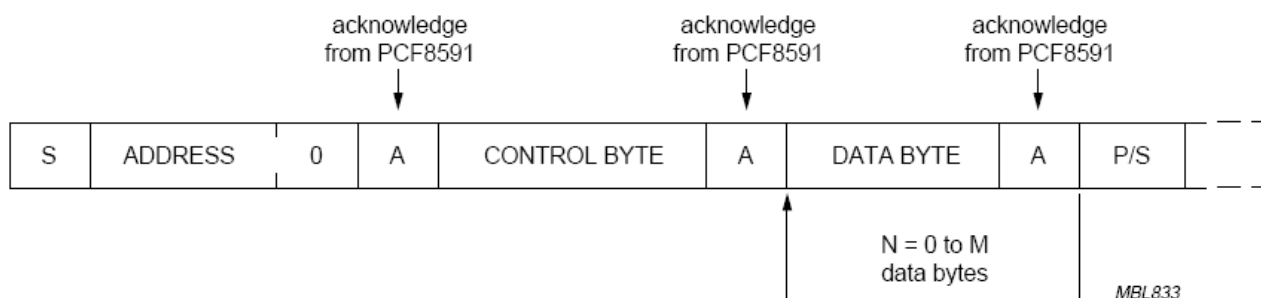 acknowledge
from PCF8591
acknowledge
from PCF8591
acknowledge
from PCF8591
S ADDRESS 0 A CONTROL BYTE A DATA BYTE A P/S
N = 0 to M
data bytes
MBL833